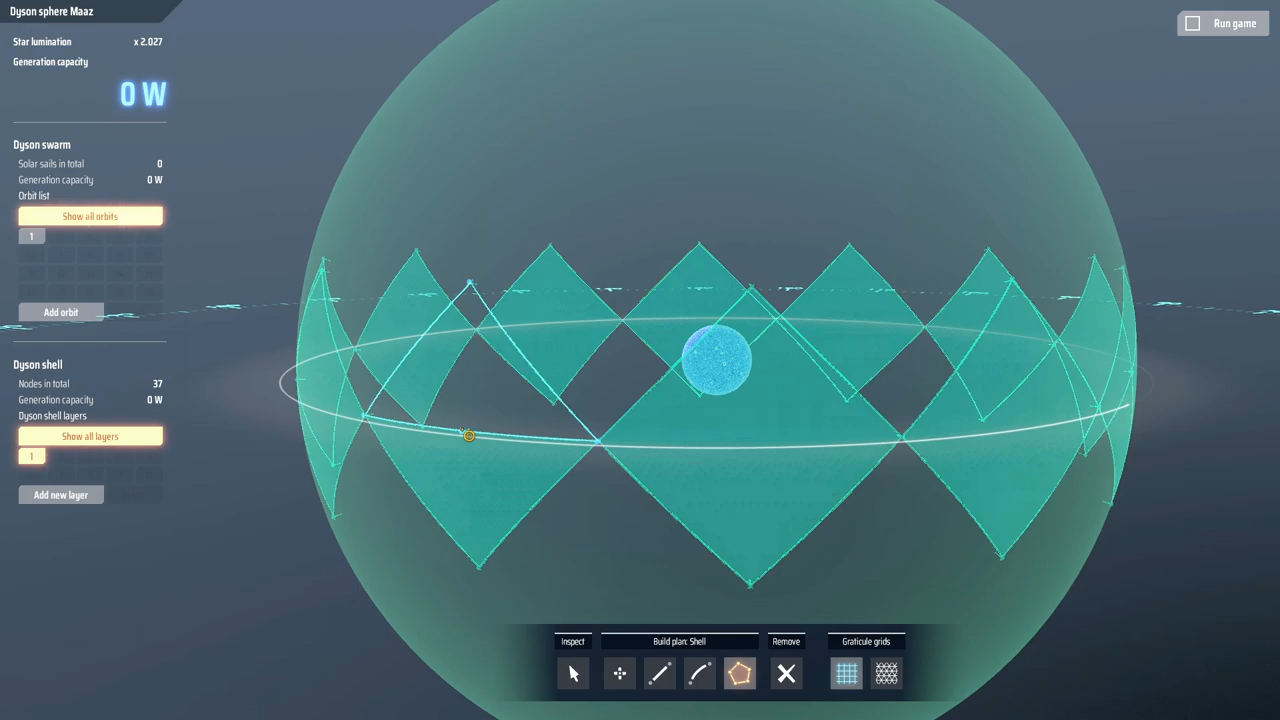 Dyson sphere Maaz
Run game
Star lumination x 2.027
Generation capacity
0 W
Dyson swarm
Solar sails in total 0
Generation capacity 0 W
Orbit list
Show all orbits
1
Add orbit
Dyson shell
Nodes in total 37
Generation capacity 0 W
Dyson shell layers
Show all layers
1
Add new layer
Inspect Build plan: Shell Remove Graticule grids